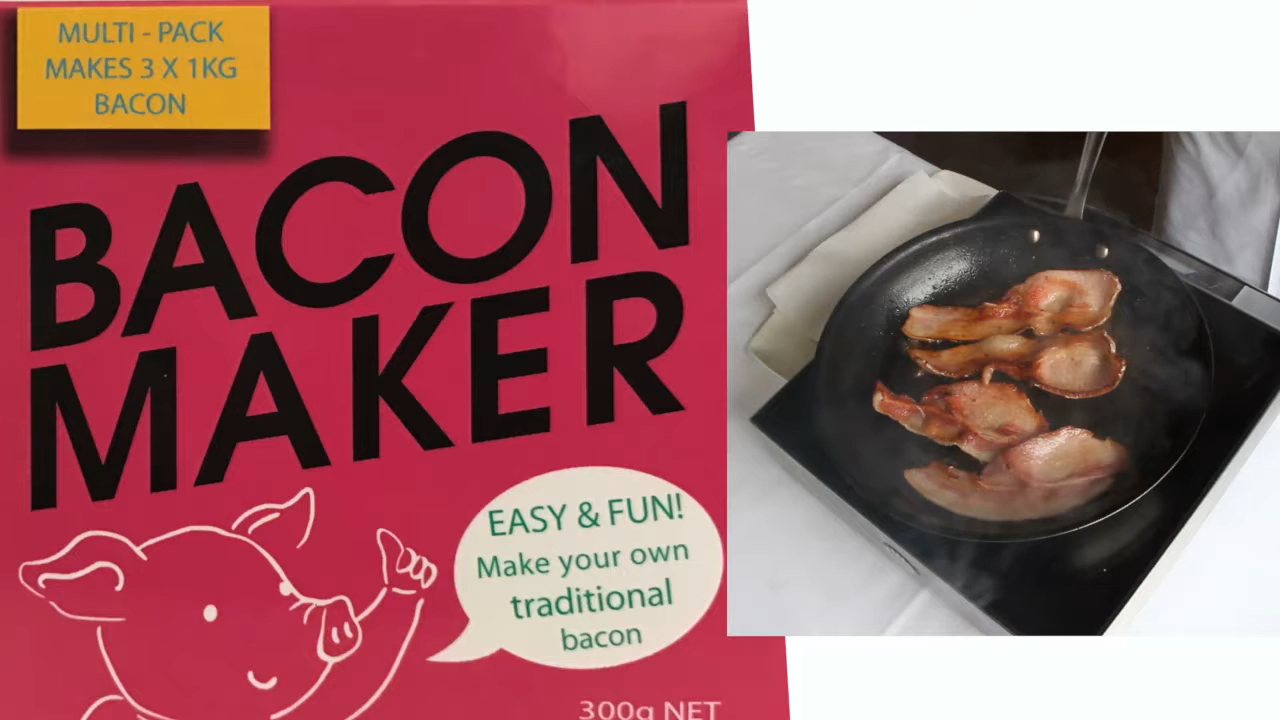 MULTI - PACK
MAKES 3 X 1KG
BACON
BACON
MAKER
EASY & FUN!
Make your own
traditional
bacon
300g NET